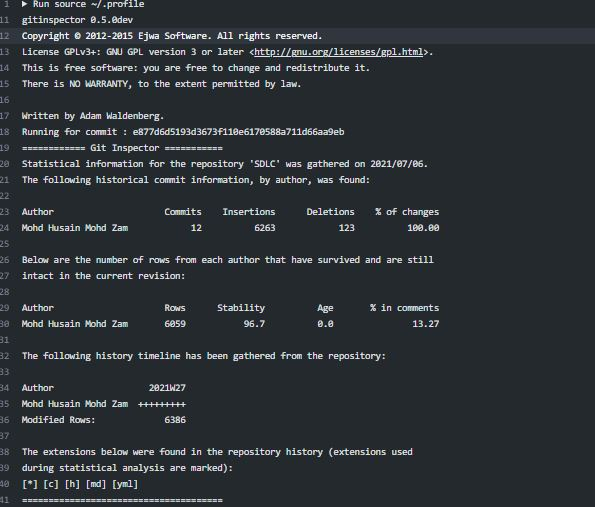 1 ▶ Run source ~/.profile
11 gitinspector 0.5.0dev
12 Copyright © 2012-2015 Ejwa Software. All rights reserved.
13 License GPLv3+: GNU GPL version 3 or later <http://gnu.org/licenses/gpl.html>.
14 This is free software: you are free to change and redistribute it.
15 There is NO WARRANTY, to the extent permitted by law.
16
17 Written by Adam Waldenberg.
18 Running for commit : e877d6d5193d3673f110e6170588a711d66aa9eb
19 ============ Git Inspector ===========
20 Statistical information for the repository 'SDLC' was gathered on 2021/07/06.
21 The following historical commit information, by author, was found:
22
23 Author Commits Insertions Deletions % of changes
24 Mohd Husain Mohd Zam 12 6263 123 100.00
25
26 Below are the number of rows from each author that have survived and are still
27 intact in the current revision:
28
29 Author Rows Stability Age % in comments
30 Mohd Husain Mohd Zam 6059 96.7 0.0 13.27
31
32 The following history timeline has been gathered from the repository:
33
34 Author 2021W27
35 Mohd Husain Mohd Zam +++++++++
36 Modified Rows: 6386
37
38 The extensions below were found in the repository history (extensions used
39 during statistical analysis are marked):
40 [*] [c] [h] [md] [yml]
41 ======================================